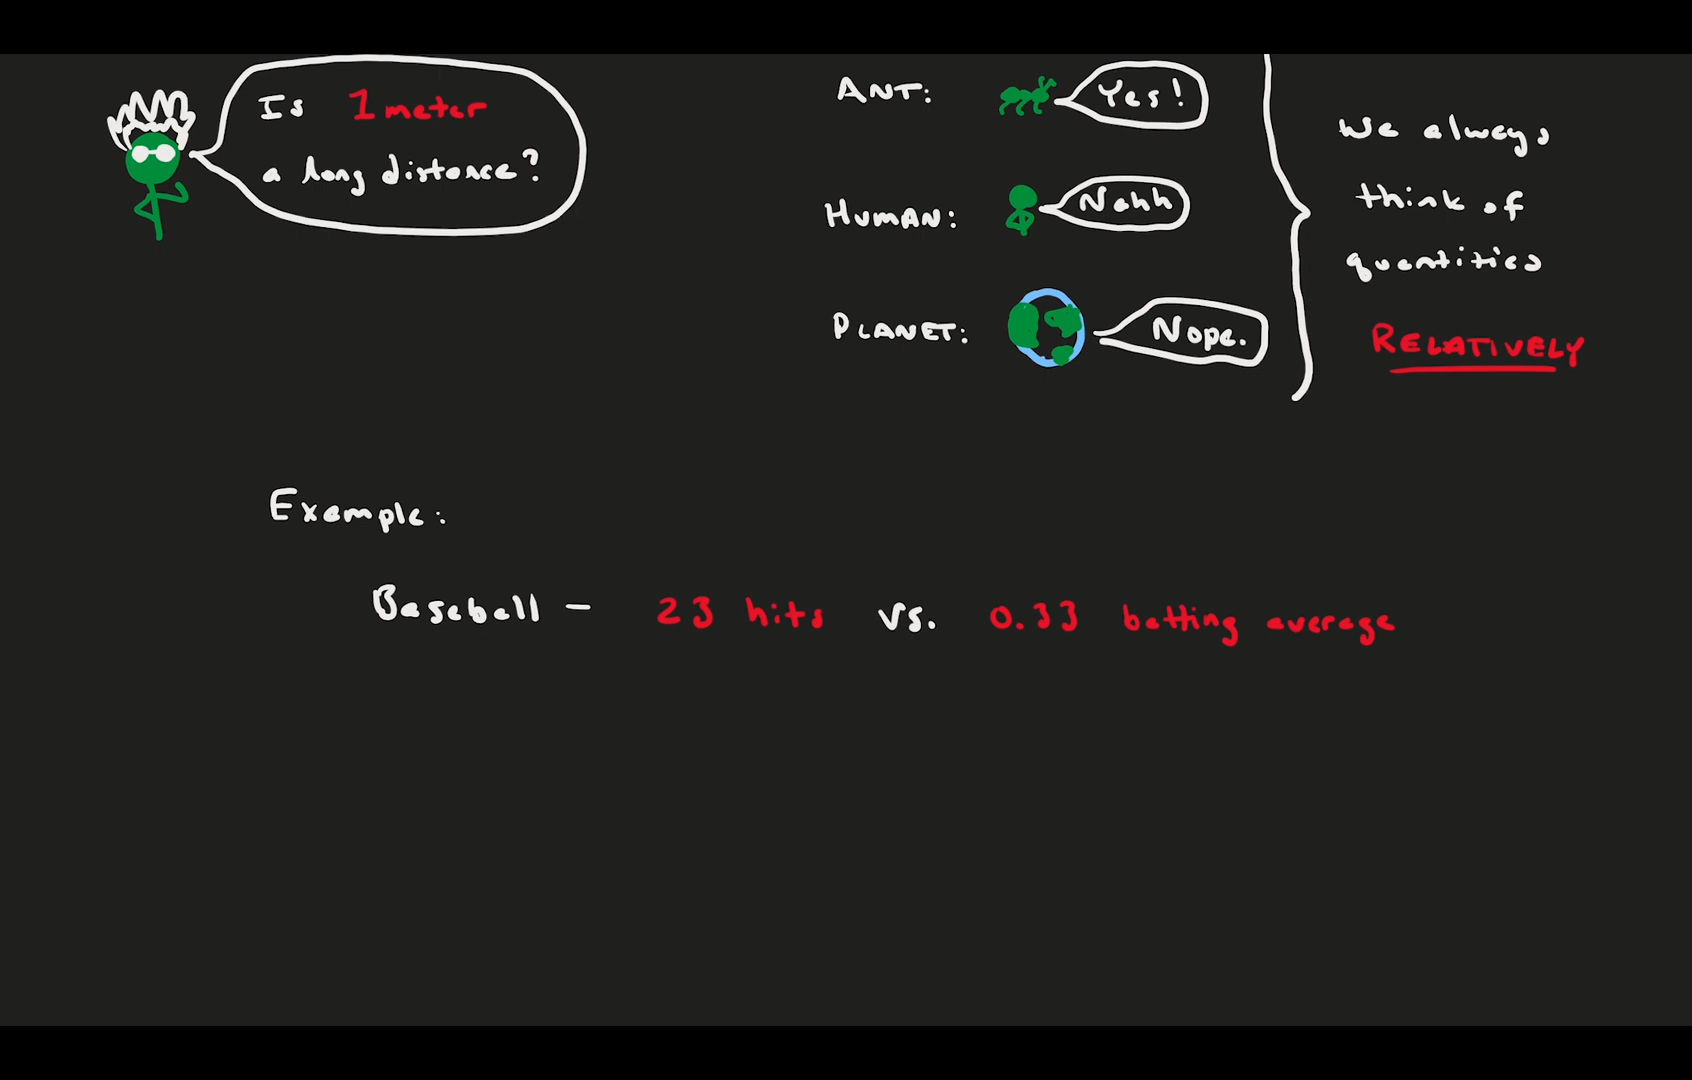 Is 1 meter
a long distance?
ANT: Yes!
HUMAN: Nahh
PLANET: Nope.
We always
think of
quantities
RELATIVELY
Example:
Baseball – 23 hits vs. 0.33 batting average